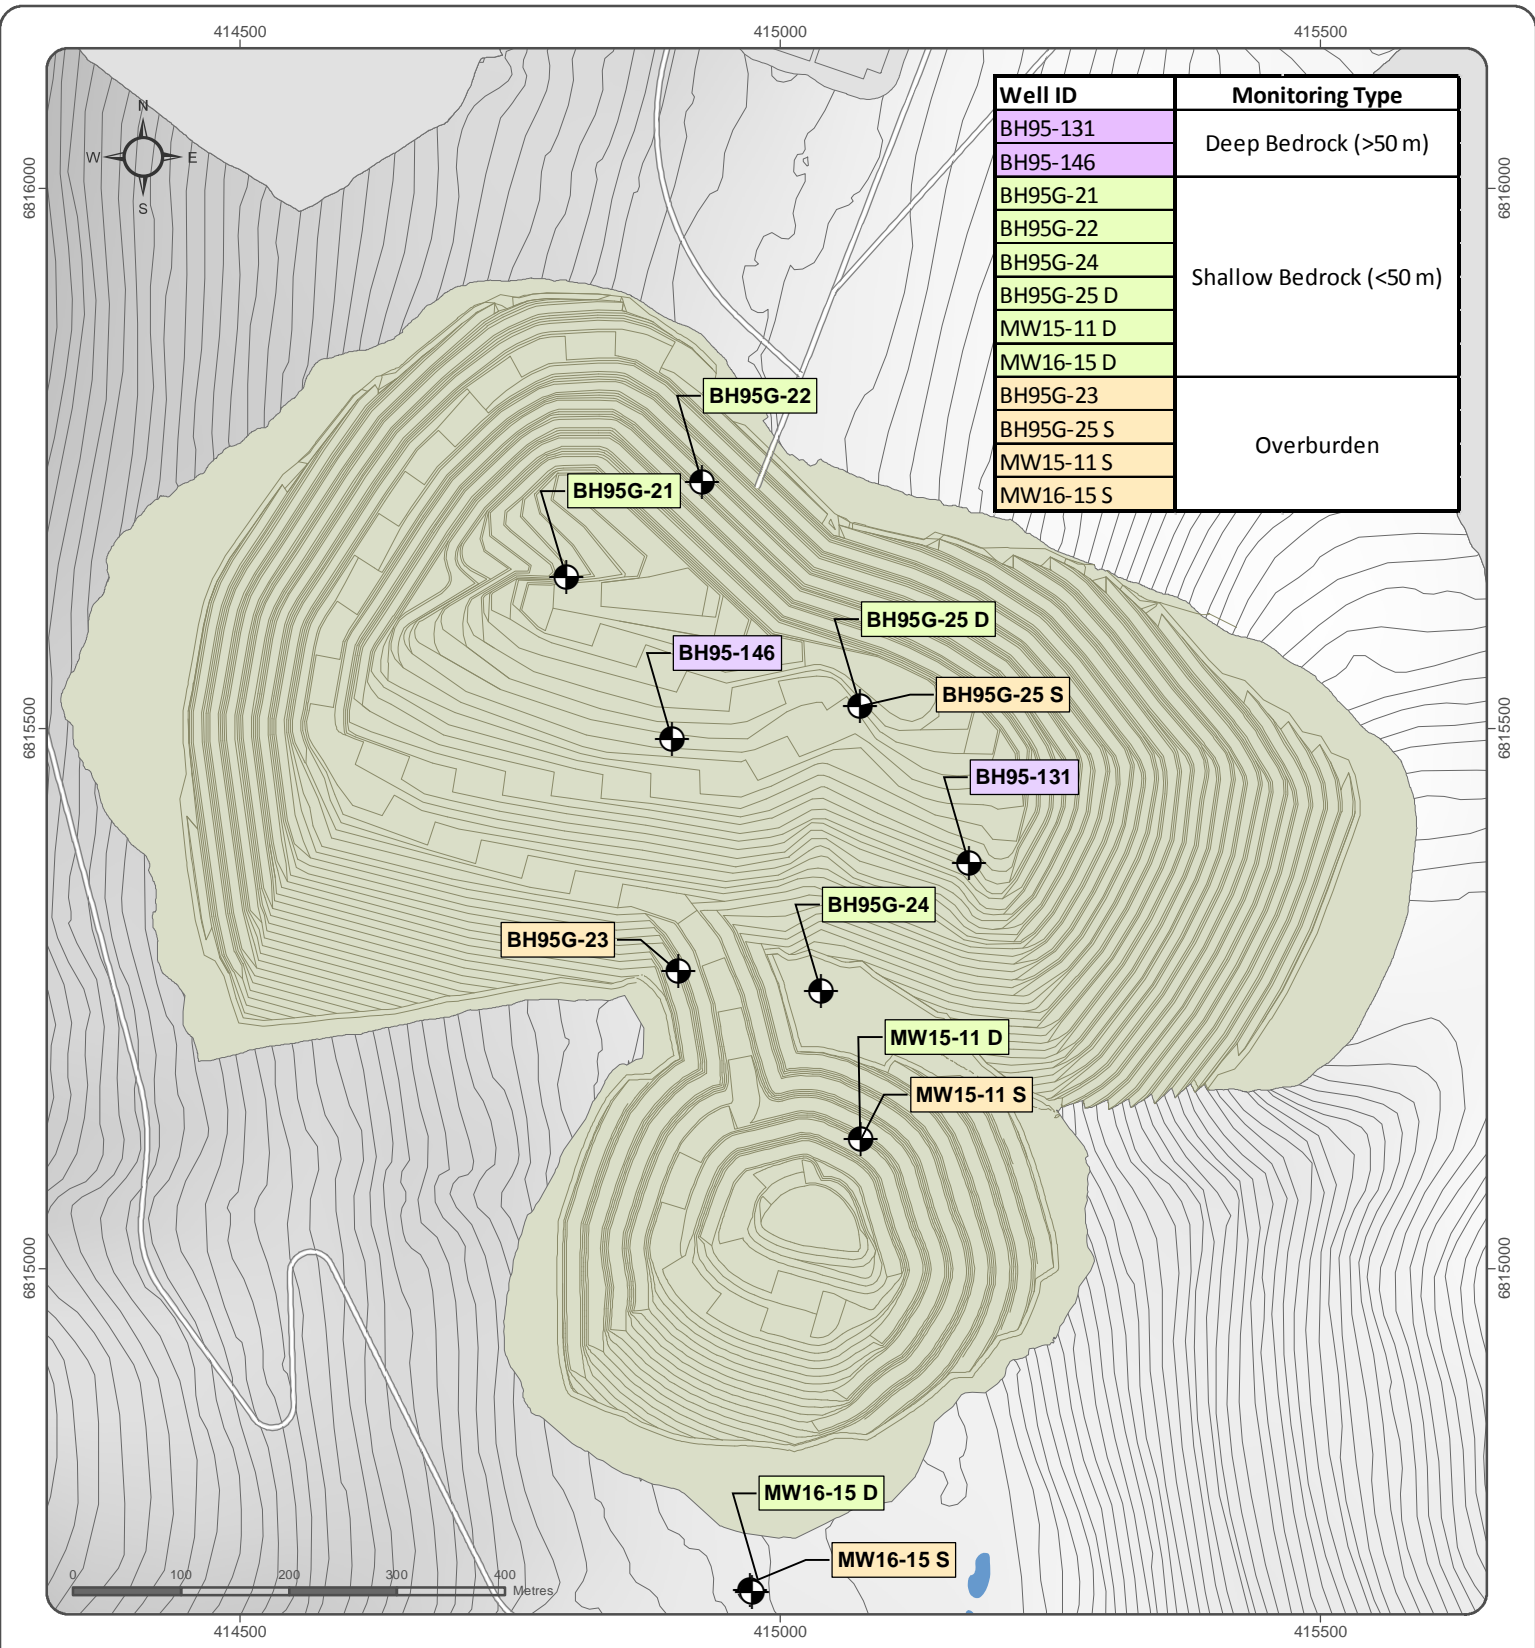 414500 415000 415500
Well ID Monitoring Type
BH95-131
BH95-146
Deep Bedrock (>50 m)
BH95G-21
BH95G-22
BH95G-24
BH95G-25 D
MW15-11 D
MW16-15 D
Shallow Bedrock (<50 m)
BH95G-23
BH95G-25 S
MW15-11 S
MW16-15 S
Overburden
N
W E
S
6816000 6816000
BH95G-22
BH95G-21
BH95G-25 D
BH95-146
BH95G-25 S
6815500 6815500
BH95-131
BH95G-24
BH95G-23
MW15-11 D
MW15-11 S
6815000 6815000
MW16-15 D
MW16-15 S
0 100 200 300 400
Metres
414500 415000 415500